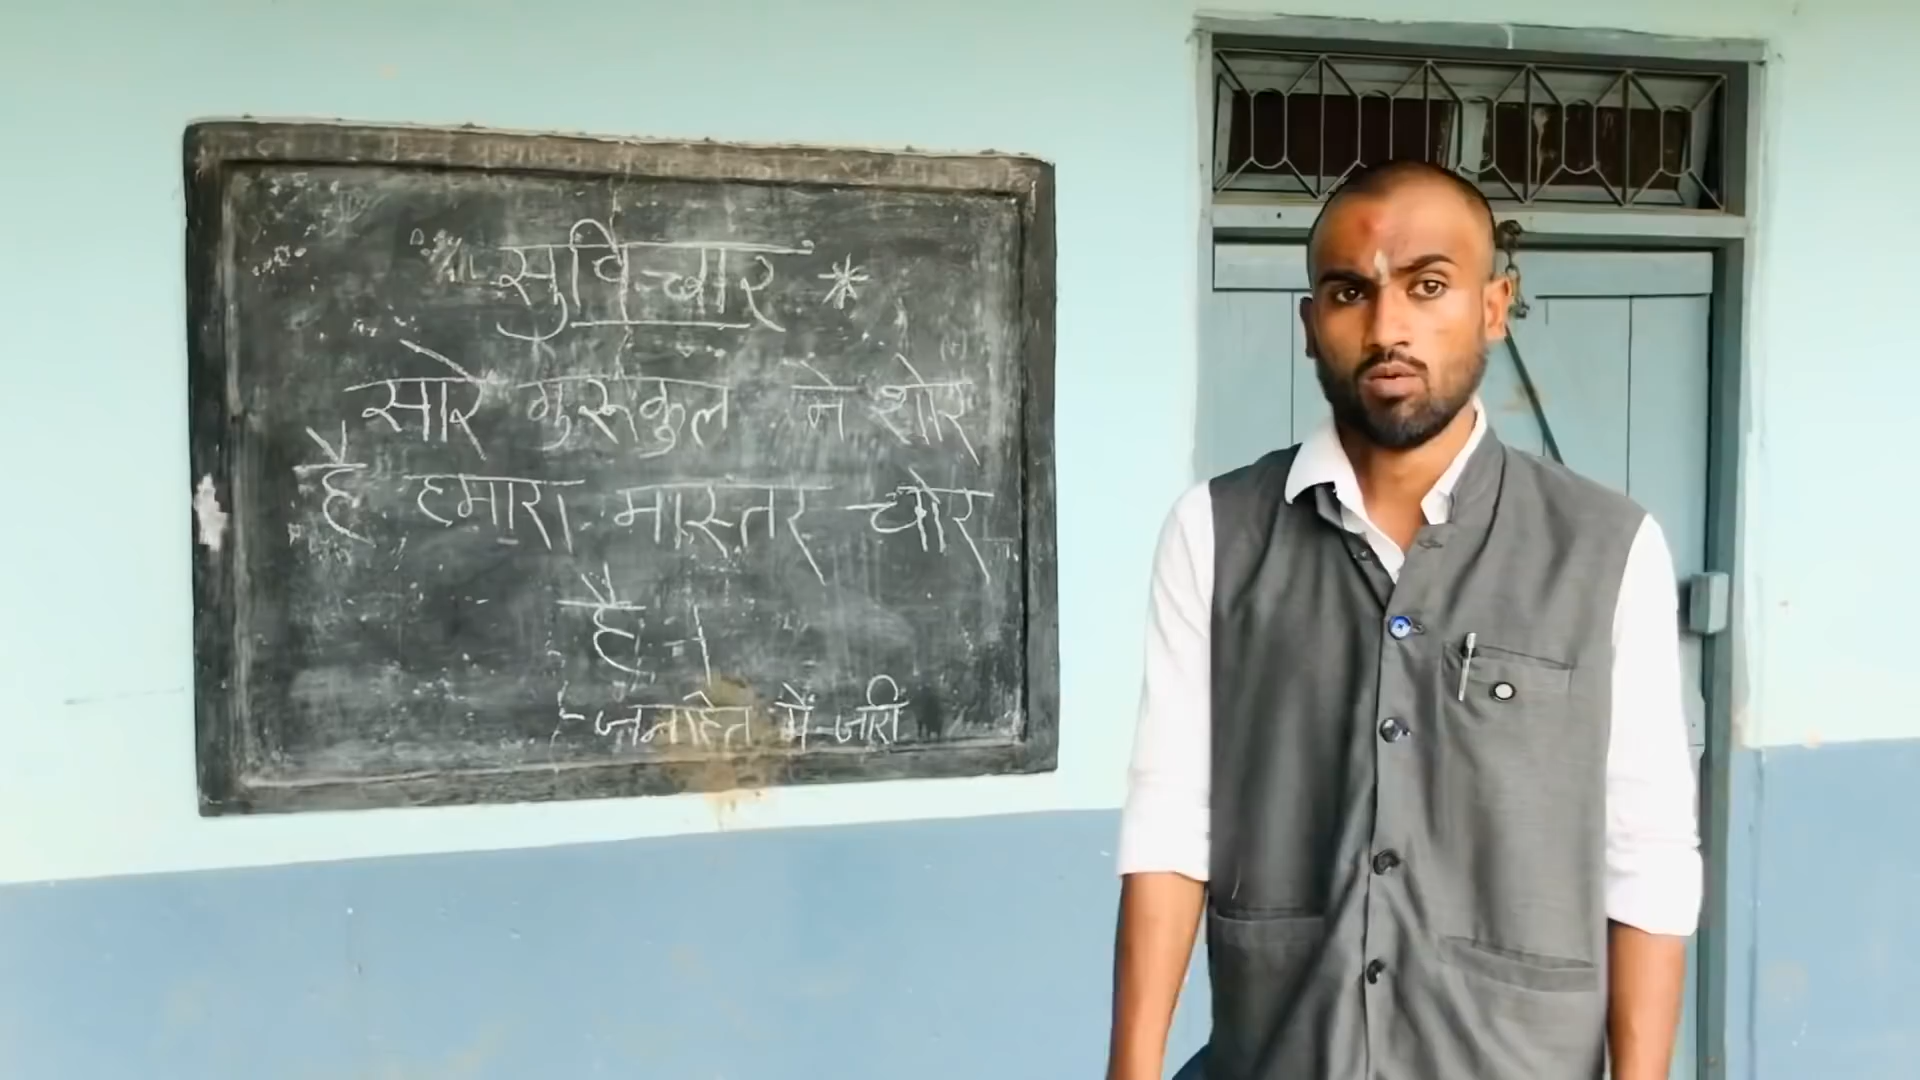 सुविचार *
सारे गुरूकुल मे शोर
है हमारा मास्तर चोर
है ।
- जनहित में जारी